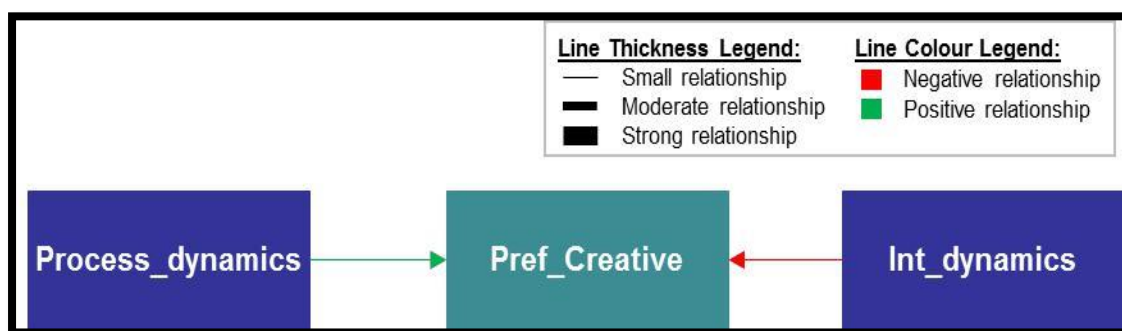 Line Thickness Legend:
Small relationship
Moderate relationship
Strong relationship
Line Colour Legend:
Negative relationship
Positive relationship
Process_dynamics
Pref_Creative
Int_dynamics